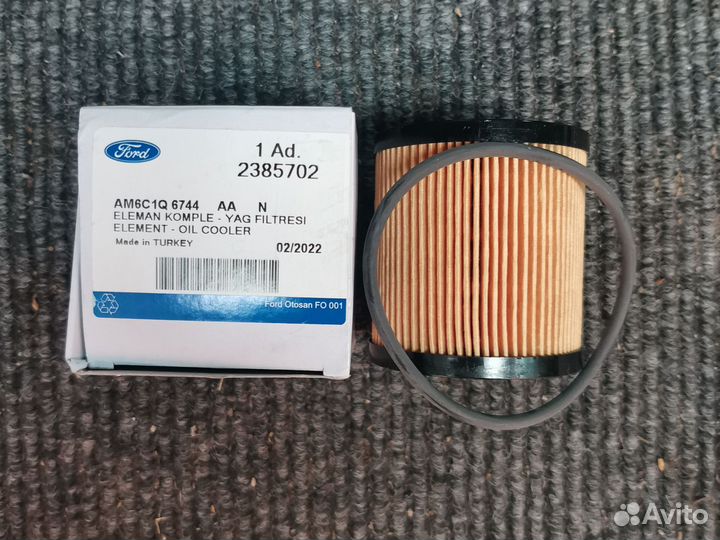 Ford
1 Ad.
2385702
AM6C1Q 6744 AA N
ELEMAN KOMPLE - YAG FILTRESI
ELEMENT - OIL COOLER
Made in TURKEY 02/2022
Ford Otosan FO 001
Avito